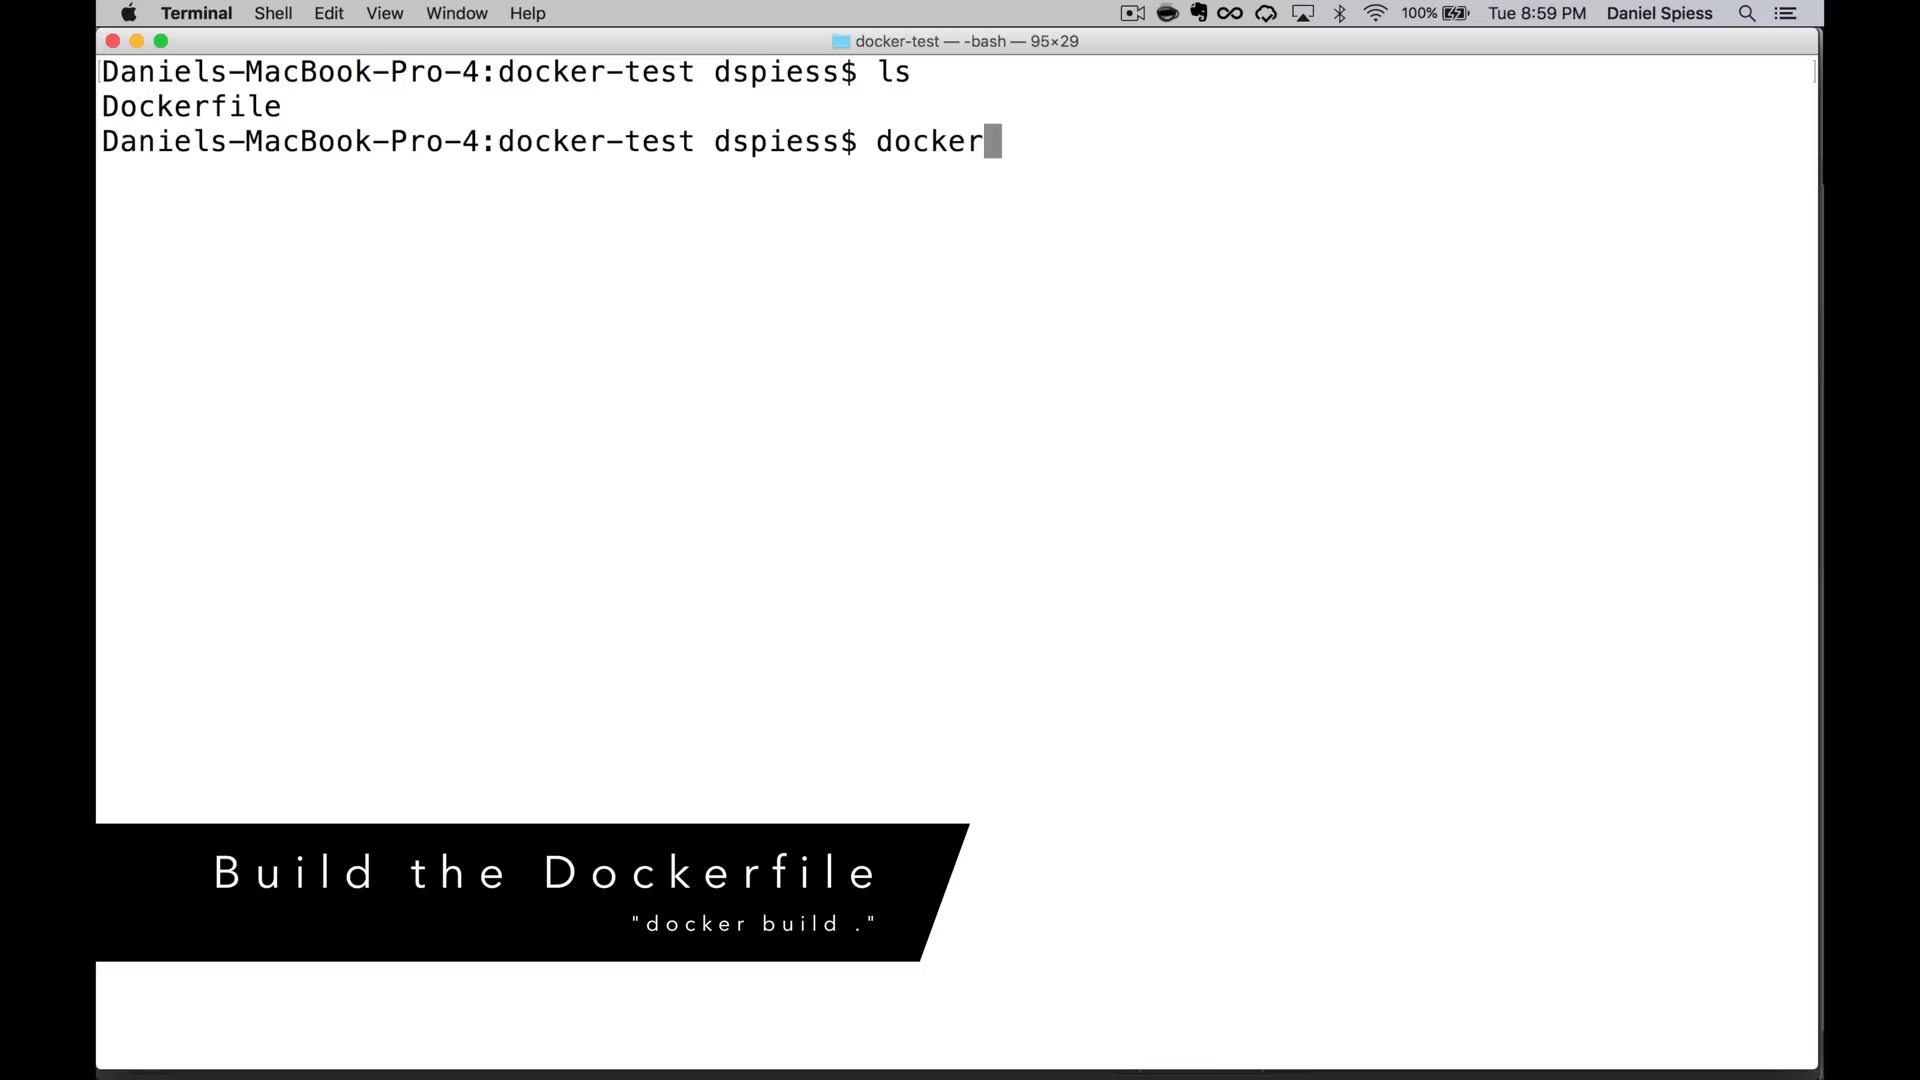 Terminal Shell Edit View Window Help 100% Tue 8:59 PM Daniel Spiess
docker-test — -bash — 95×29
Daniels-MacBook-Pro-4:docker-test dspiess$ ls
Dockerfile
Daniels-MacBook-Pro-4:docker-test dspiess$ docker
Build the Dockerfile
"docker build ."